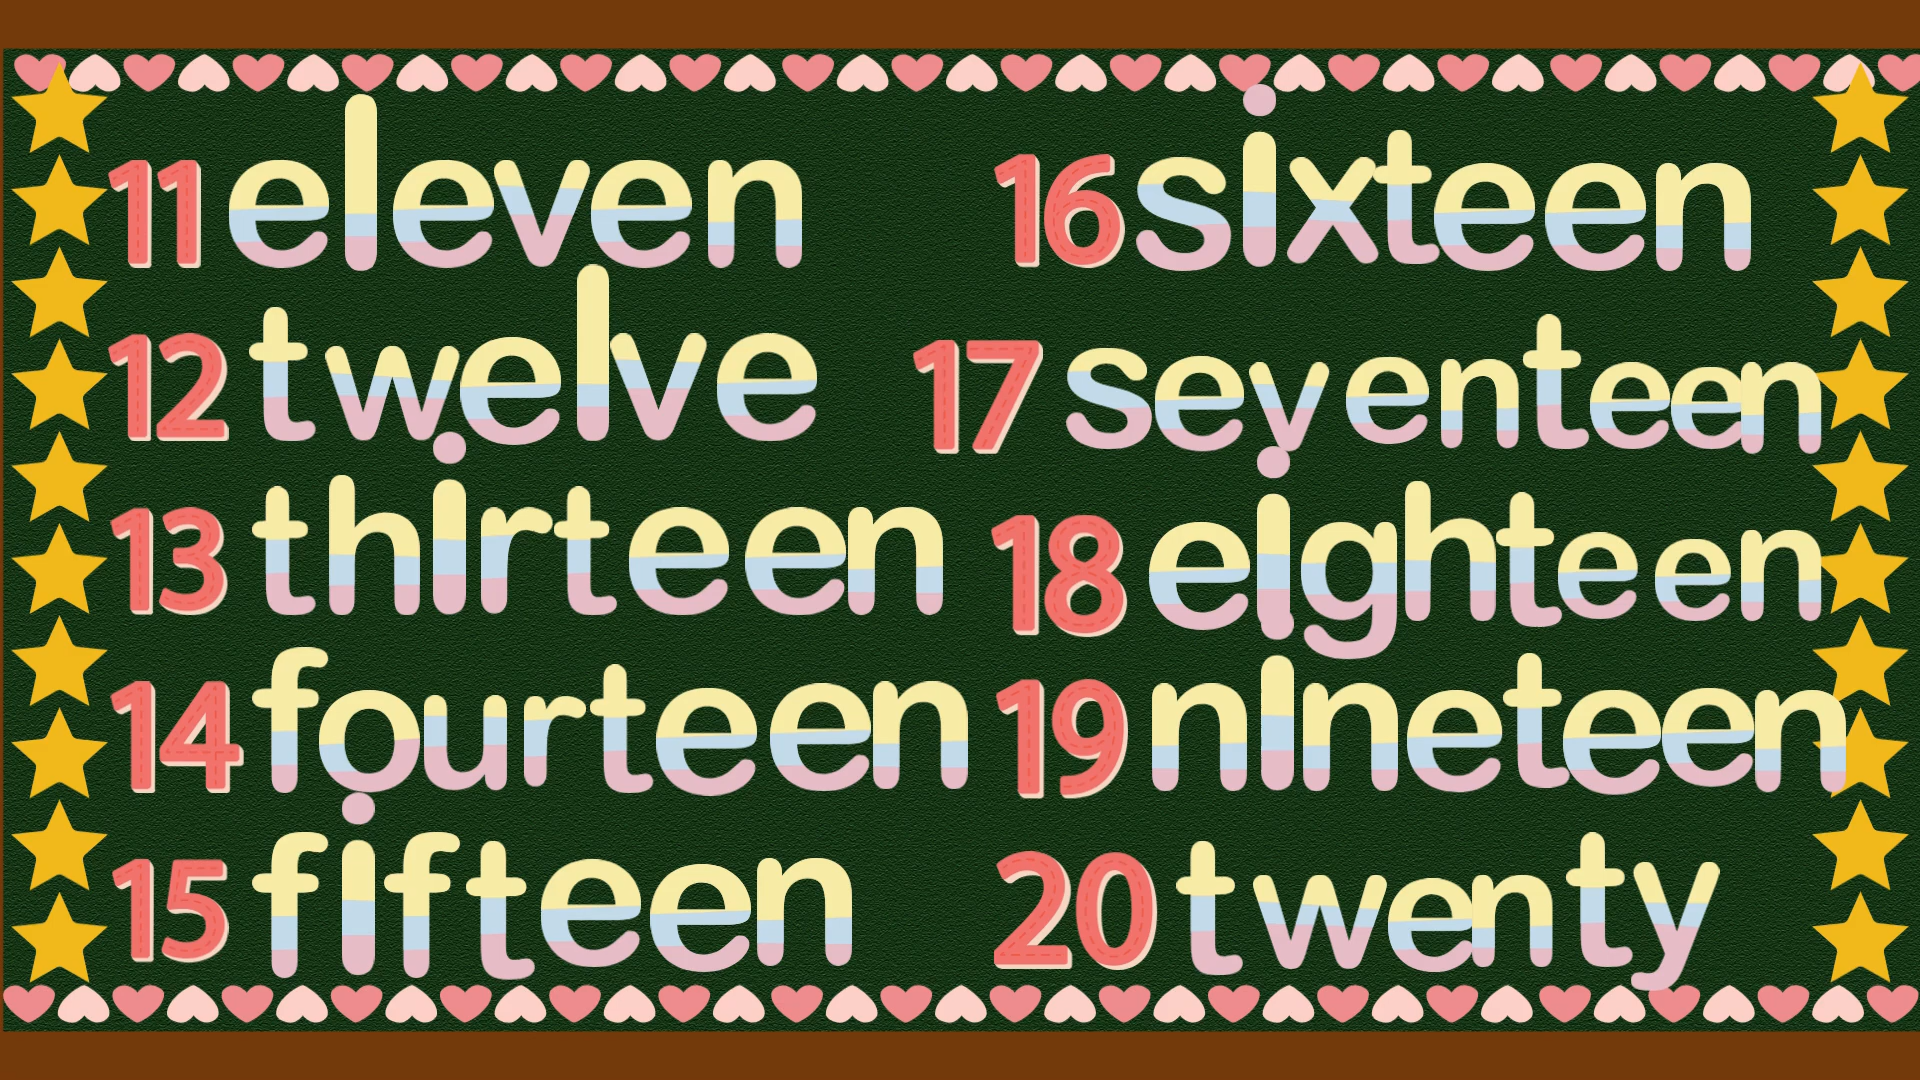 11 eleven
12 twelve
13 thirteen
14 fourteen
15 fifteen
16 sixteen
17 seventeen
18 eighteen
19 nineteen
20 twenty